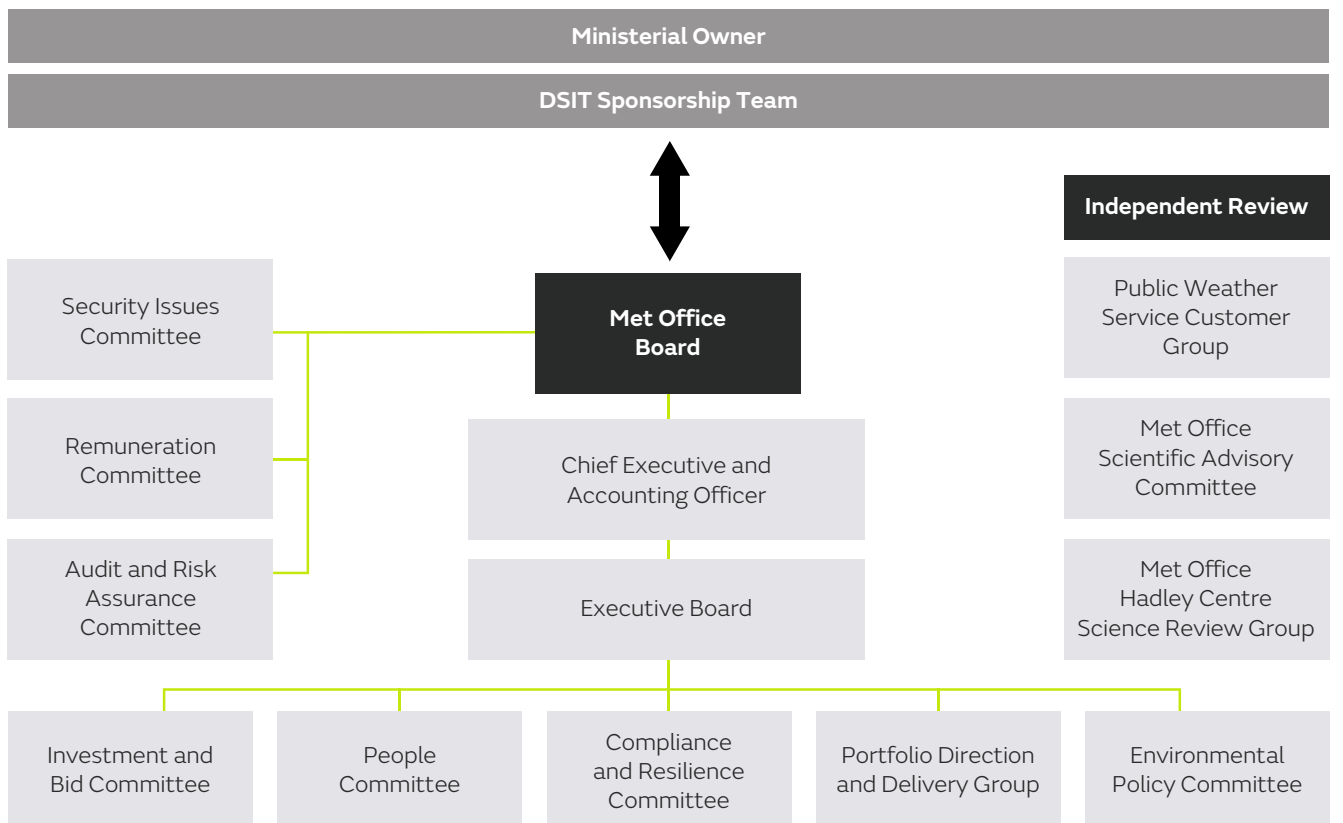 Ministerial Owner
DSIT Sponsorship Team
Independent Review
Security Issues
Committee
Met Office
Board
Public Weather
Service Customer
Group
Remuneration
Committee
Chief Executive and
Accounting Officer
Met Office
Scientific Advisory
Committee
Audit and Risk
Assurance
Committee
Executive Board
Met Office
Hadley Centre
Science Review Group
Investment and
Bid Committee
People
Committee
Compliance
and Resilience
Committee
Portfolio Direction
and Delivery Group
Environmental
Policy Committee